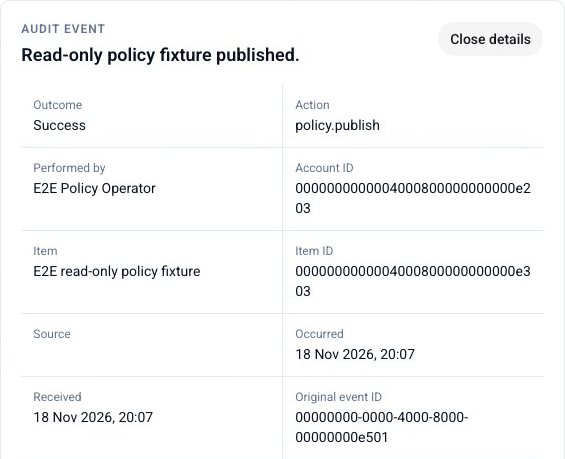 AUDIT EVENT
Read-only policy fixture published.
Close details
Outcome
Success
Action
policy.publish
Performed by
E2E Policy Operator
Account ID
00000000000040008000000000000e2
03
Item
E2E read-only policy fixture
Item ID
00000000000040008000000000000e3
03
Source
Occurred
18 Nov 2026, 20:07
Received
18 Nov 2026, 20:07
Original event ID
00000000-0000-4000-8000-
00000000e501